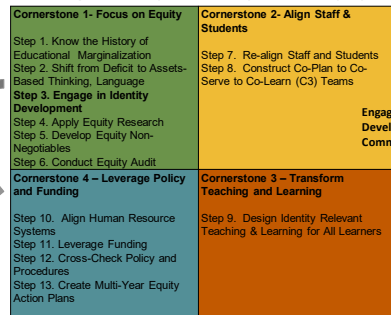 Cornerstone 1- Focus on Equity
Step 1. Know the History of
Educational Marginalization
Step 2. Shift from Deficit to Assets-
Based Thinking, Language
Step 3. Engage in Identity
Development
Step 4. Apply Equity Research
Step 5. Develop Equity Non-
Negotiables
Step 6. Conduct Equity Audit
Cornerstone 2- Align Staff &
Students
Step 7. Re-align Staff and Students
Step 8. Construct Co-Plan to Co-
Serve to Co-Learn (C3) Teams
Cornerstone 4 – Leverage Policy
and Funding
Step 10. Align Human Resource
Systems
Step 11. Leverage Funding
Step 12. Cross-Check Policy and
Procedures
Step 13. Create Multi-Year Equity
Action Plans
Cornerstone 3 – Transform
Teaching and Learning
Step 9. Design Identity Relevant
Teaching & Learning for All Learners
Engag
Devel
Comm